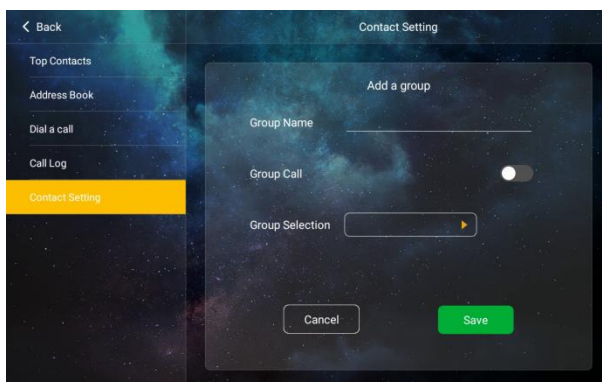 Back
Contact Setting
Top Contacts
Address Book
Dial a call
Call Log
Contact Setting
Add a group
Group Name
Group Call
Group Selection
Cancel
Save